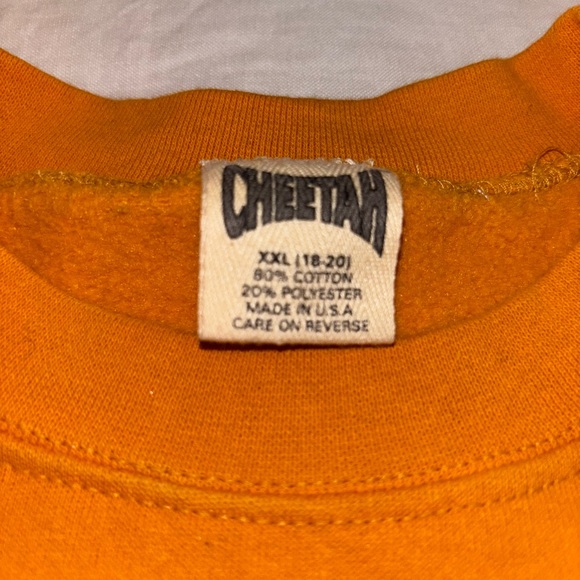 CHEETAH
XXL (18-20)
80% COTTON
20% POLYESTER
MADE IN U.S.A
CARE ON REVERSE